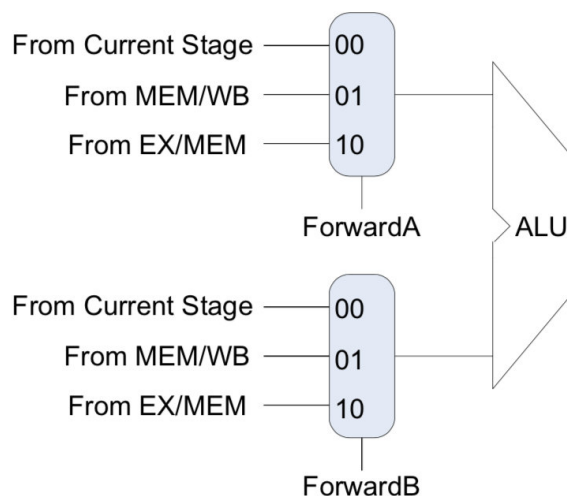 From Current Stage 00
From MEM/WB 01
From EX/MEM 10
ForwardA
ALU
From Current Stage 00
From MEM/WB 01
From EX/MEM 10
ForwardB